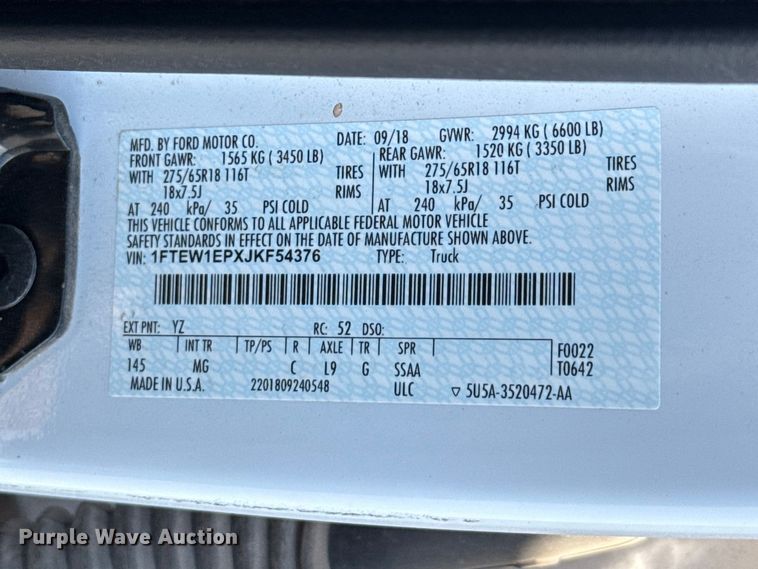 MFD. BY FORD MOTOR CO. DATE: 09/18 GVWR: 2994 KG ( 6600 LB)
FRONT GAWR: 1565 KG ( 3450 LB) REAR GAWR: 1520 KG ( 3350 LB)
WITH 275/65R18 116T TIRES WITH 275/65R18 116T TIRES
18x7.5J RIMS 18x7.5J RIMS
AT 240 kPa/ 35 PSI COLD AT 240 kPa/ 35 PSI COLD
THIS VEHICLE CONFORMS TO ALL APPLICABLE FEDERAL MOTOR VEHICLE
SAFETY STANDARDS IN EFFECT ON THE DATE OF MANUFACTURE SHOWN ABOVE.
VIN: 1FTEW1EPXJKF54376 TYPE: Truck
EXT PNT: YZ RC: 52 DSO:
WB INT TR TP/PS R AXLE TR SPR F0022
145 MG C L9 G SSAA T0642
MADE IN U.S.A. 2201809240548 ULC ▽ 5U5A-3520472-AA
Purple Wave Auction